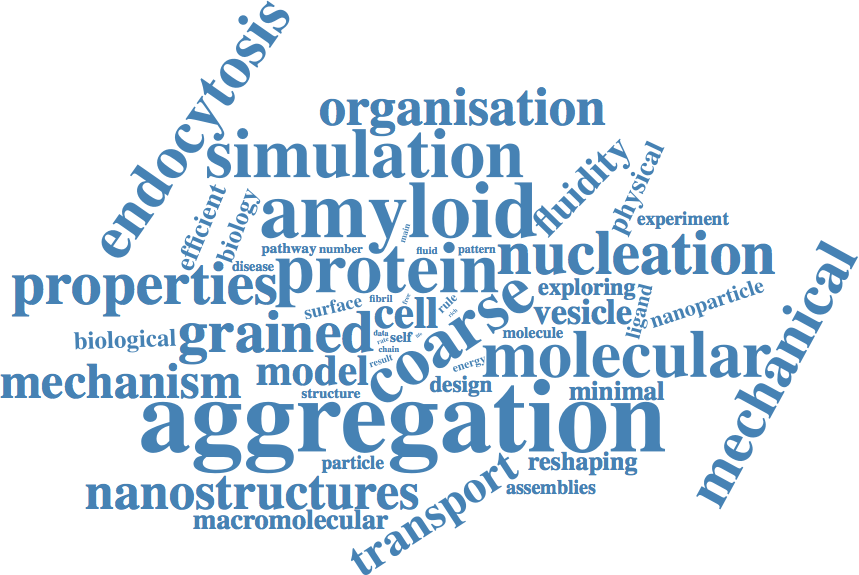 endocytosis
organisation
simulation
fluidity
physical
efficient
biology
amyloid
experiment
main
pathway
number
fluid
pattern
disease
protein
nucleation
properties
mechanical
exploring
nanoparticle
surface
fibril
free
rule
rich
coarse
cell
vesicle
ligand
biological
grained
data
rate
self
molecule
chain
result
energy
molecular
mechanism
model
structure
design
minimal
aggregation
particle
reshaping
transport
nanostructures
assemblies
macromolecular